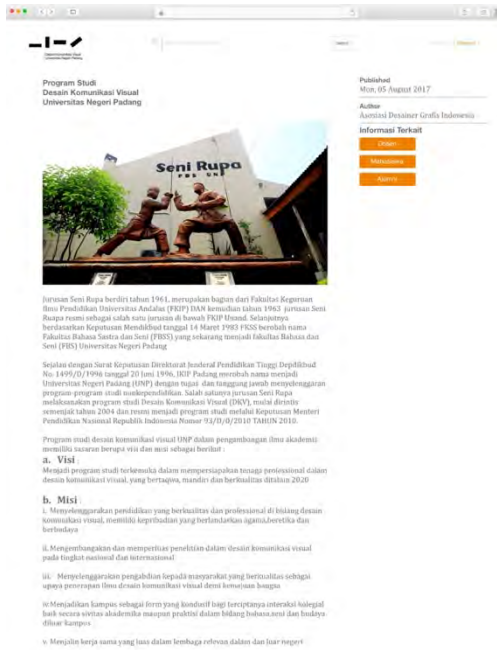 Program Studi
Desain Komunikasi Visual
Universitas Negeri Padang
Published
Mon, 05 August 2017
Author
Asosiasi Desainer Grafis Indonesia
Informasi Terkait
Dosen
Mahasiswa
Alumni
Seni Rupa
FBS UNP
Jurusan Seni Rupa berdiri tahun 1961, merupakan bagian dari Fakultas Keguruan
Ilmu Pendidikan Universitas Andalas (FKIP) DAN kemudian tahun 1963 jurusan Seni
Ruapa resmi sebagai salah satu jurusan di bawah FKIP Unand. Selanjutnya
berdasarkan Keputusan Mendikbud tanggal 14 Maret 1983 FKSS berobah nama
Fakultas Bahasa Sastra dan Seni (FBSS) yang sekarang menjadi fakultas Bahasa dan
Seni (FBS) Universitas Negeri Padang
Sejalan dengan Surat Keputusan Direktorat Jenderal Pendidikan Tinggi Depdikbud
No. 1499/D/1996 tanggal 20 Juni 1996, IKIP Padang merobah nama menjadi
Universitas Negeri Padang (UNP) dengan tugas dan tanggung jawab menyelenggaran
program-program studi nonkependidikan. Salah satunya jurusan Seni Rupa
melaksanakan program studi Desain Komunikasi Visual (DKV), mulai dirintis
semenjak tahun 2004 dan resmi menjadi program studi melalui Keputusan Menteri
Pendidikan Nasional Republik Indonesia Nomor 93/D/O/2010 TAHUN 2010.
Program studi desain komunikasi visual UNP dalam pengambangan ilmu akademis
memiliki sasaran berupa visi dan misi sebagai berikut :
a. Visi :
Menjadi program studi terkemuka dalam mempersiapkan tenaga professional dalam
desain komunikasi visual, yang bertaqwa, mandiri dan berkualitas ditahun 2020
b. Misi :
i. Menyelenggarakan pendidikan yang berkualitas dan professional di bidang desain
komunikasi visual, memiliki kepribadian yang berlandaskan agama,beretika dan
berbudaya
ii. Mengembangakan dan memperluas penelitian dalam desain komunikasi visual
pada tingkat nasional dan internasional
iii. Menyelenggarakan pengabdian kepada masyarakat yang berkualitas sebagai
upaya penerapan ilmu desain komunikasi visual demi kemajuan bangsa
iv.Menjadikan kampus sebagai form yang kondusif bagi terciptanya interaksi kolegial
baik secara sivitas akademika maupun praktisi dalam bidang bahasa,seni dan budaya
diluar kampus
v. Menjalin kerja sama yang luas dalam lembaga relevan dalam dan luar negeri